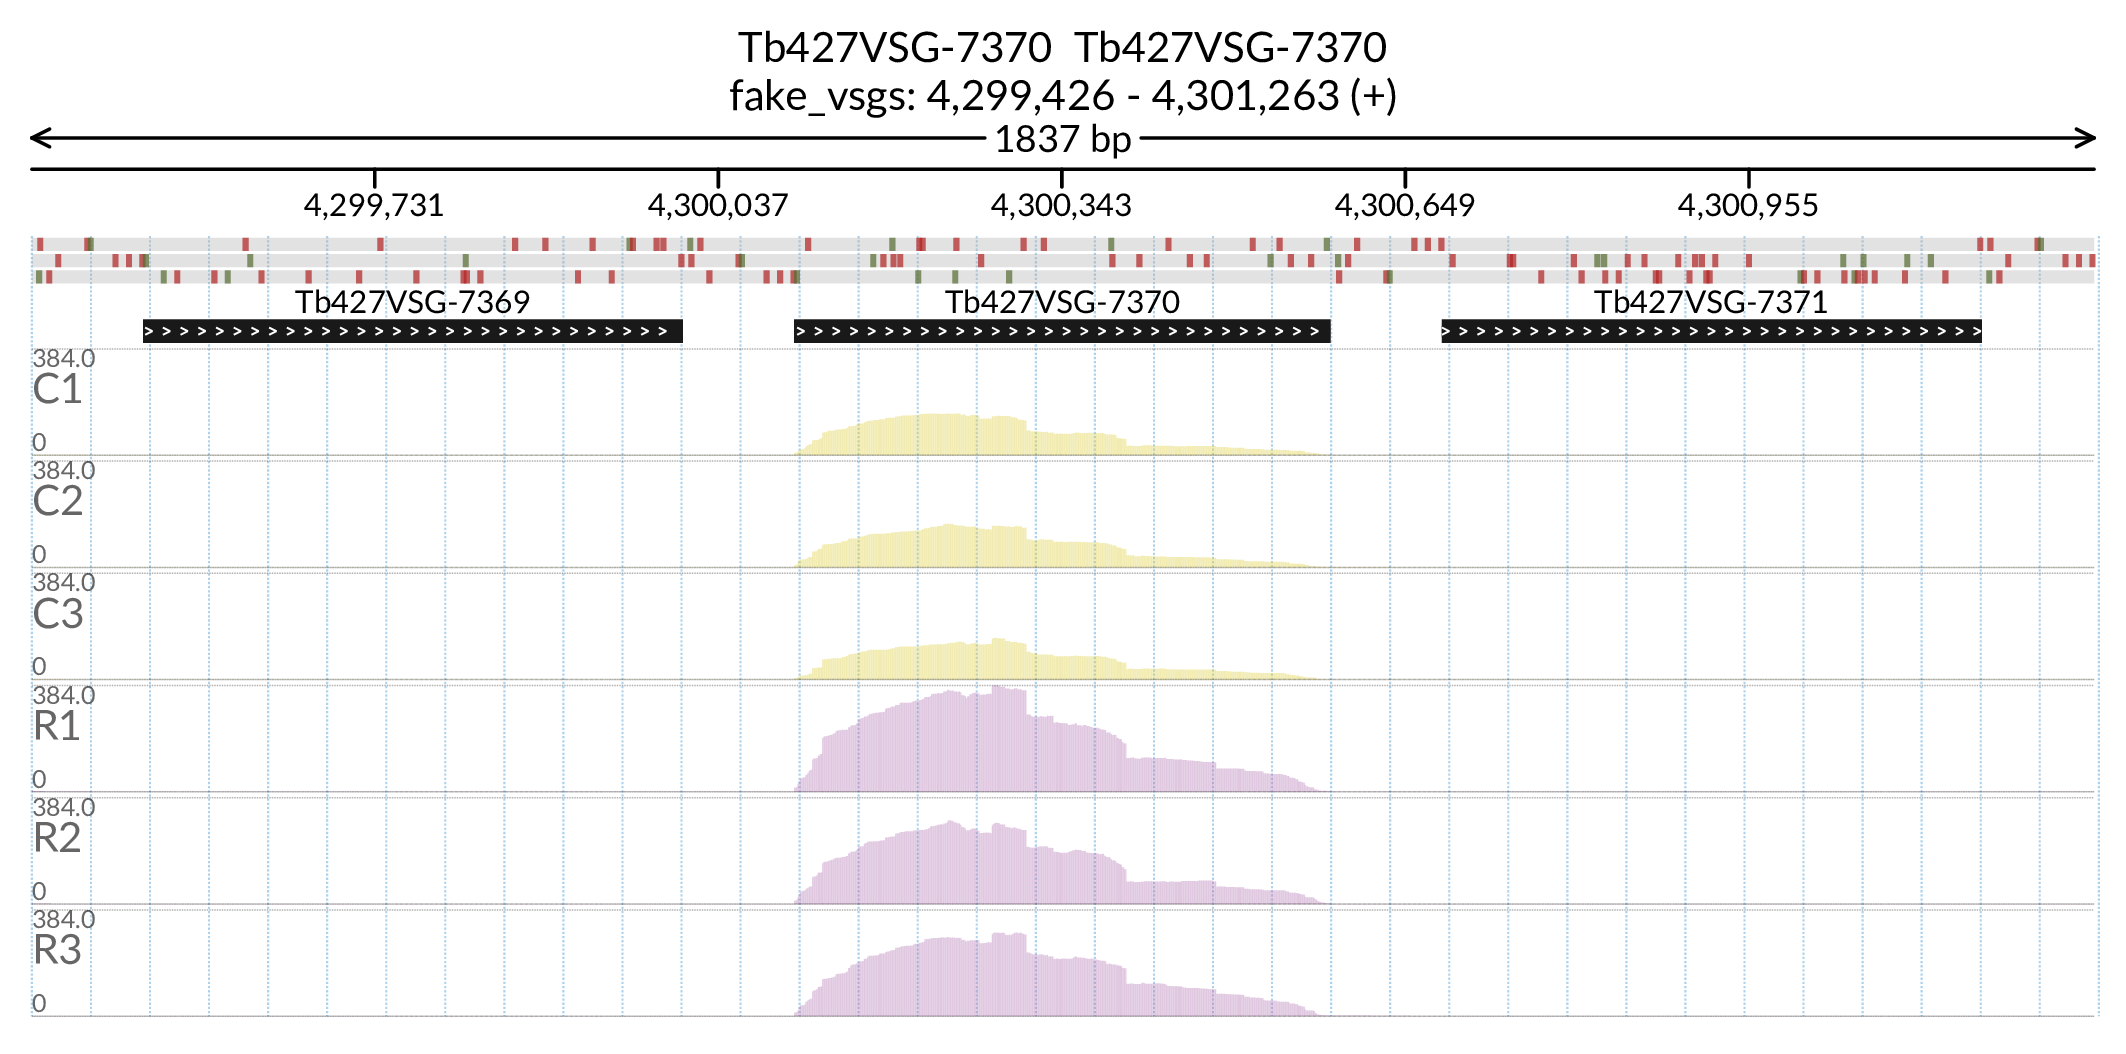 Tb427VSG-7370 Tb427VSG-7370
fake_vsgs: 4,299,426 - 4,301,263 (+)
1837 bp
4,299,731 4,300,037 4,300,343 4,300,649 4,300,955
Tb427VSG-7369 Tb427VSG-7370 Tb427VSG-7371
384.0
C1
0
384.0
C2
0
384.0
C3
0
384.0
R1
0
384.0
R2
0
384.0
R3
0